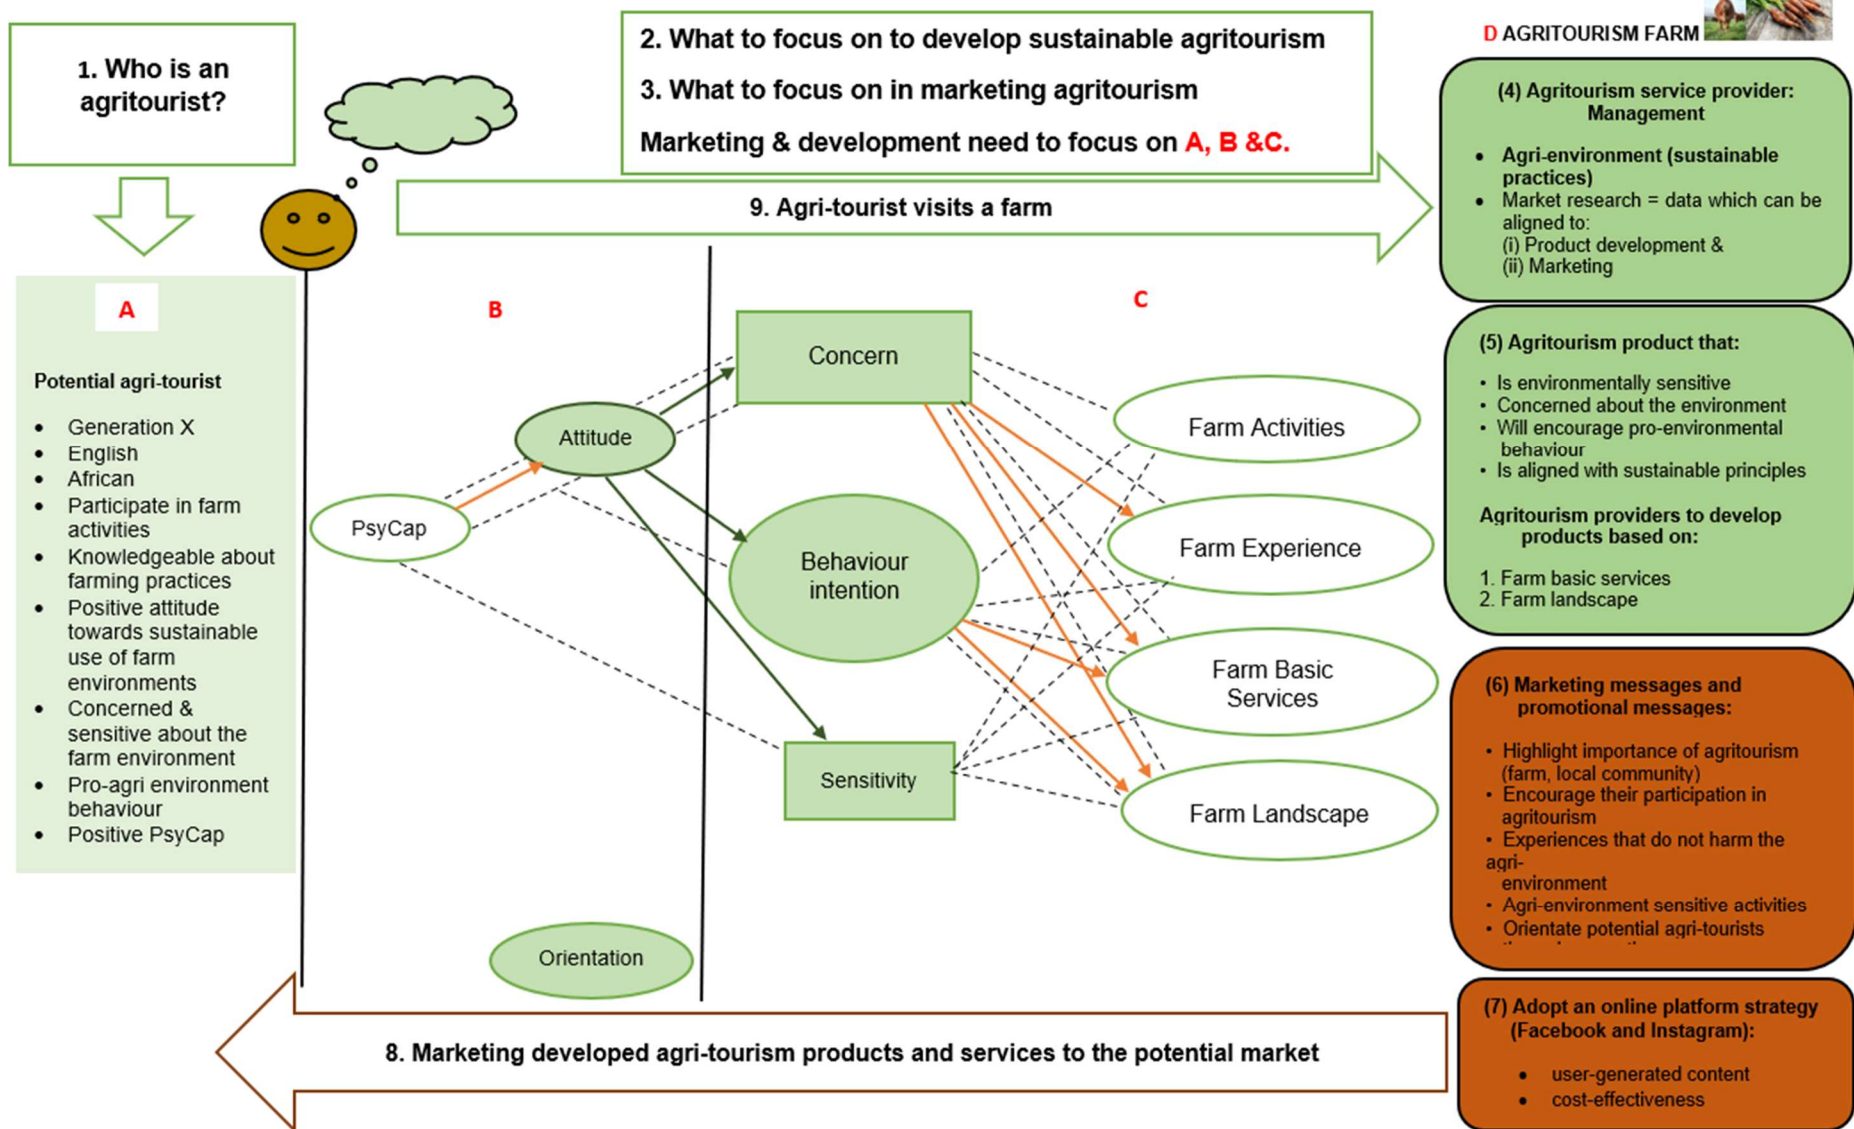 1. Who is an
agritourist?
2. What to focus on to develop sustainable agritourism
3. What to focus on in marketing agritourism
Marketing & development need to focus on A, B &C.
9. Agri-tourist visits a farm
D AGRITOURISM FARM
(4) Agritourism service provider:
Management
• Agri-environment (sustainable
practices)
• Market research = data which can be
aligned to:
(i) Product development &
(ii) Marketing
A
Potential agri-tourist
• Generation X
• English
• African
• Participate in farm
activities
• Knowledgeable about
farming practices
• Positive attitude
towards sustainable
use of farm
environments
• Concerned &
sensitive about the
farm environment
• Pro-agri environment
behaviour
• Positive PsyCap
B
PsyCap
Attitude
Orientation
C
Concern
Behaviour
intention
Sensitivity
Farm Activities
Farm Experience
Farm Basic
Services
Farm Landscape
(5) Agritourism product that:
• Is environmentally sensitive
• Concerned about the environment
• Will encourage pro-environmental
behaviour
• Is aligned with sustainable principles
Agritourism providers to develop
products based on:
1. Farm basic services
2. Farm landscape
(6) Marketing messages and
promotional messages:
• Highlight importance of agritourism
(farm, local community)
• Encourage their participation in
agritourism
• Experiences that do not harm the
agri-
environment
• Agri-environment sensitive activities
• Orientate potential agri-tourists
(7) Adopt an online platform strategy
(Facebook and Instagram):
• user-generated content
• cost-effectiveness
8. Marketing developed agri-tourism products and services to the potential market